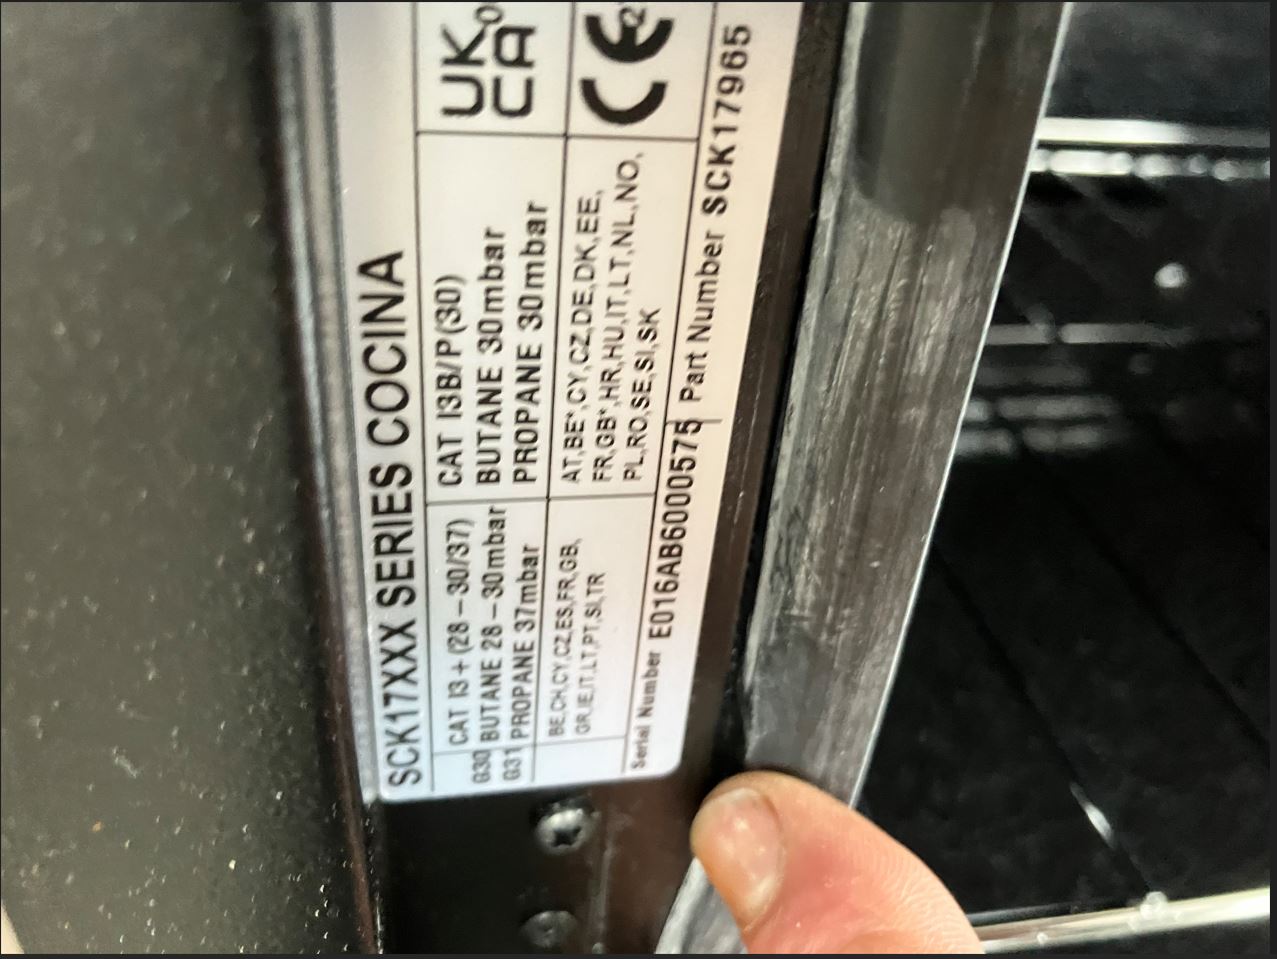 SCK17XXX SERIES COCINA
CAT I3+(28-30/37)
G30 BUTANE 28-30mbar
G31 PROPANE 37mbar
CAT I3B/P(30)
BUTANE 30mbar
PROPANE 30mbar
UK
CA
BE,CH,CY,CZ,ES,FR,GB,
GR,IE,IT,LT,PT,SI,TR
AT,BE*,CY,CZ,DE,DK,EE,
FR,GB*,HR,HU,IT,LT,NL,NO,
PL,RO,SE,SI,SK
CE
Serial Number E016AB6000575 Part Number SCK17965